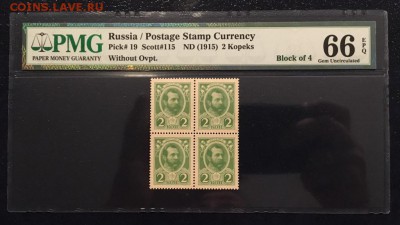 COINS.LAVE.RU
PMG
PAPER MONEY GUARANTY
Russia / Postage Stamp Currency
Pick# 19 Scott#115 ND (1915) 2 Kopeks
Without Ovpt.
Block of 4
66 EPQ
Gem Uncirculated
2 2 2 2
2 2 2 2